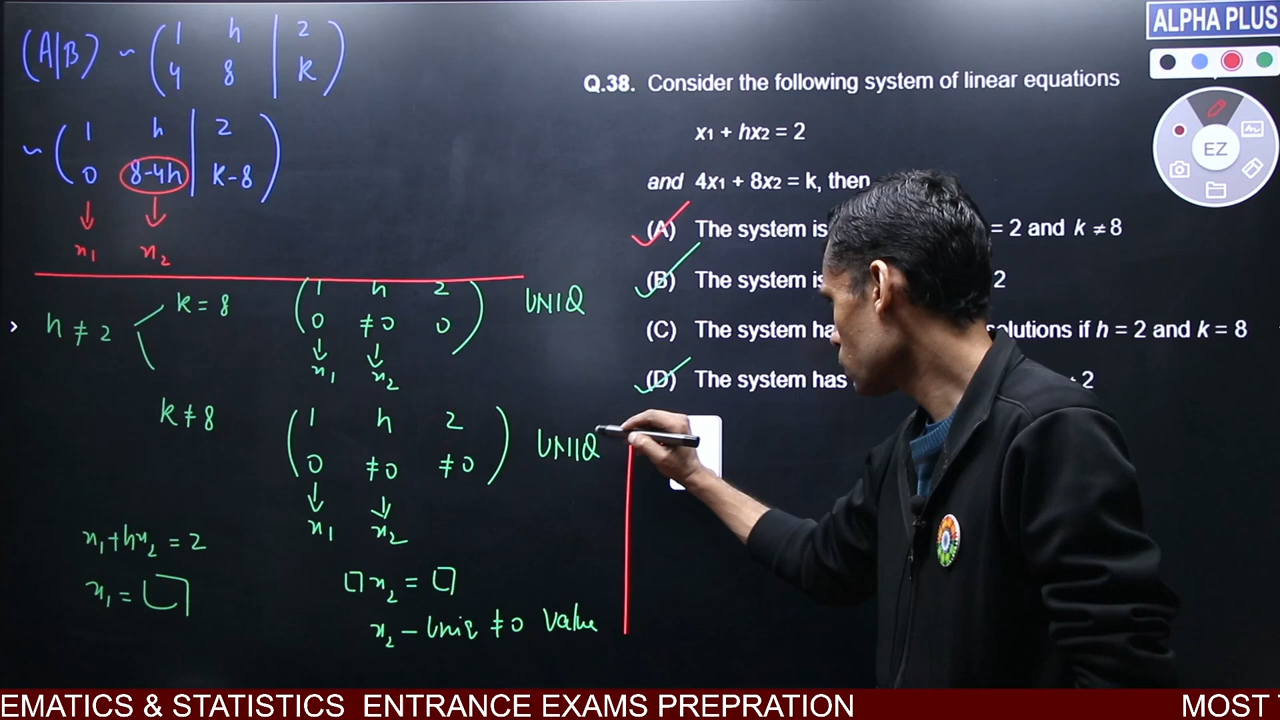 (A|B) ~ ( 1 h | 2 )
( 4 8 | k )
~ ( 1 h | 2 )
( 0 8-4h | k-8 )
↓ ↓
x1 x2
h ≠ 2
k = 8
( 1 h 2 )
( 0 ≠0 0 )
UNIQ
↓ ↓
x1 x2
k ≠ 8
( 1 h 2 )
( 0 ≠0 ≠0 )
UNIQ
↓ ↓
x1 x2
x1 + hx2 = 2
x1 = □
□ x2 = □
x2 - Uniq ≠0 Value
ALPHA PLUS
EZ
Q.38. Consider the following system of linear equations
x1 + hx2 = 2
and 4x1 + 8x2 = k, then
(A) The system is = 2 and k ≠ 8
(B) The system is 2
(C) The system ha solutions if h = 2 and k = 8
(D) The system has 2
EMATICS & STATISTICS ENTRANCE EXAMS PREPRATION MOST